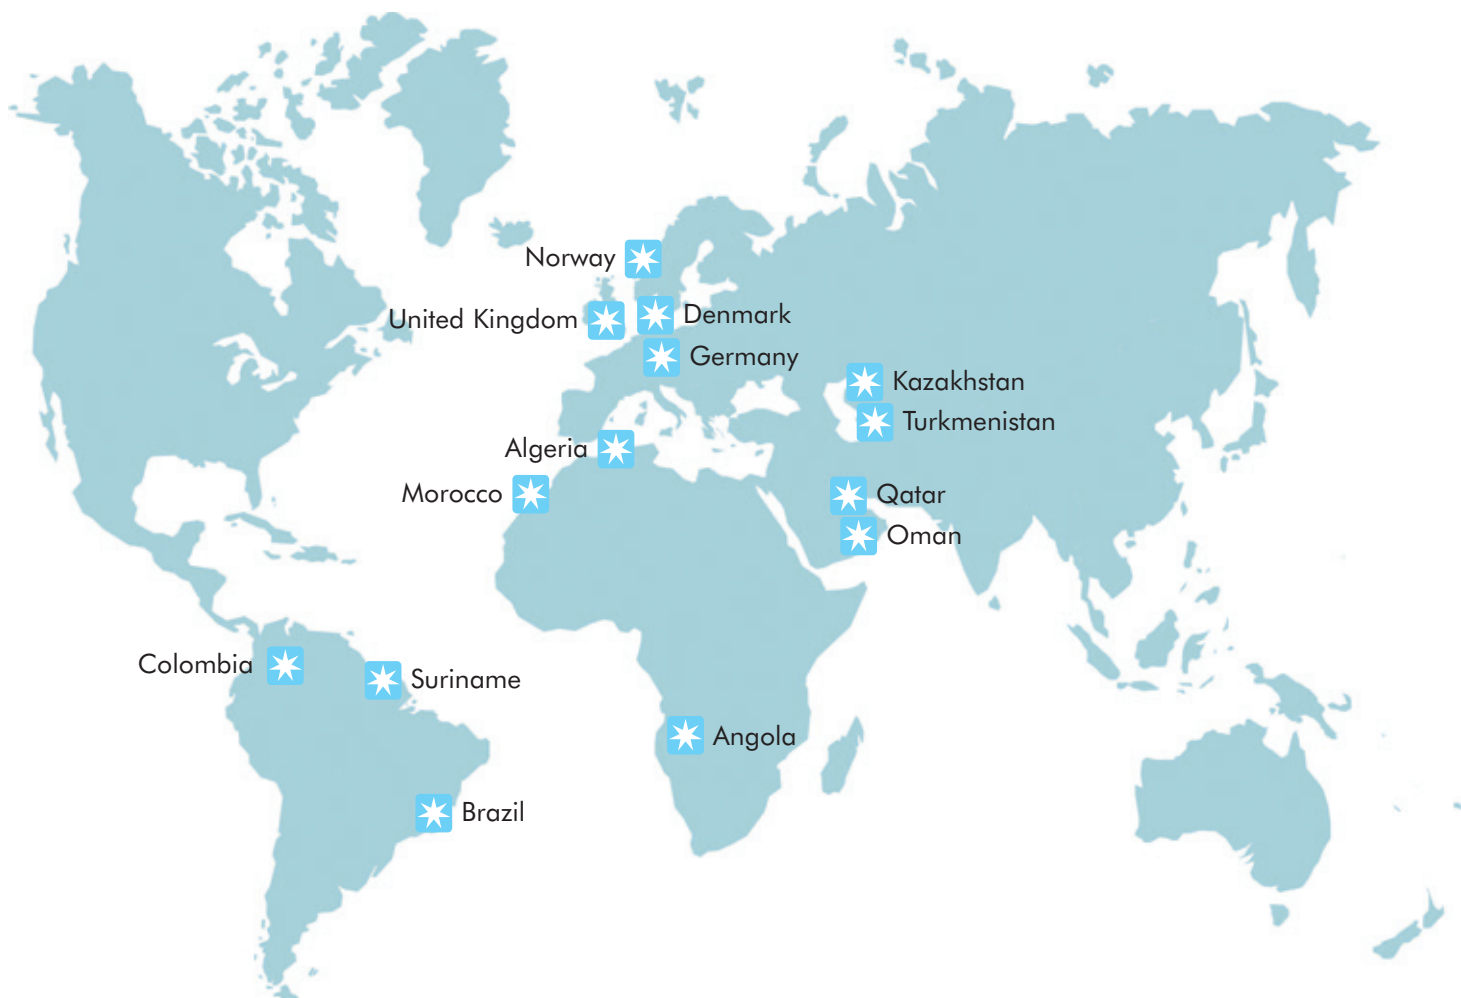 Norway
United Kingdom
Denmark
Germany
Kazakhstan
Turkmenistan
Algeria
Morocco
Qatar
Oman
Colombia
Suriname
Angola
Brazil